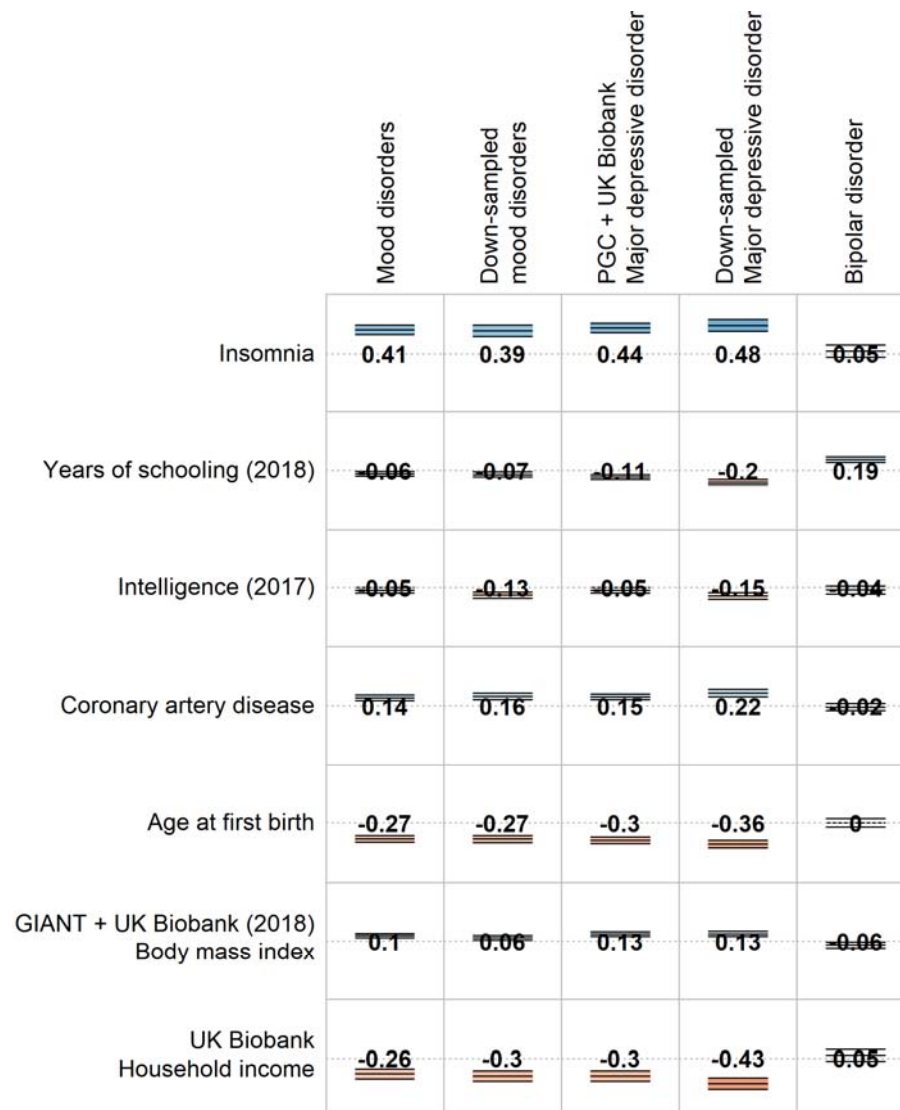 Mood disorders
Down-sampled
mood disorders
PGC + UK Biobank
Major depressive disorder
Down-sampled
Major depressive disorder
Bipolar disorder
Insomnia 0.41 0.39 0.44 0.48 0.05
Years of schooling (2018) -0.06 -0.07 -0.11 -0.2 0.19
Intelligence (2017) -0.05 -0.13 -0.05 -0.15 -0.04
Coronary artery disease 0.14 0.16 0.15 0.22 -0.02
Age at first birth -0.27 -0.27 -0.3 -0.36 0
GIANT + UK Biobank (2018)
Body mass index 0.1 0.06 0.13 0.13 -0.06
UK Biobank
Household income -0.26 -0.3 -0.3 -0.43 0.05